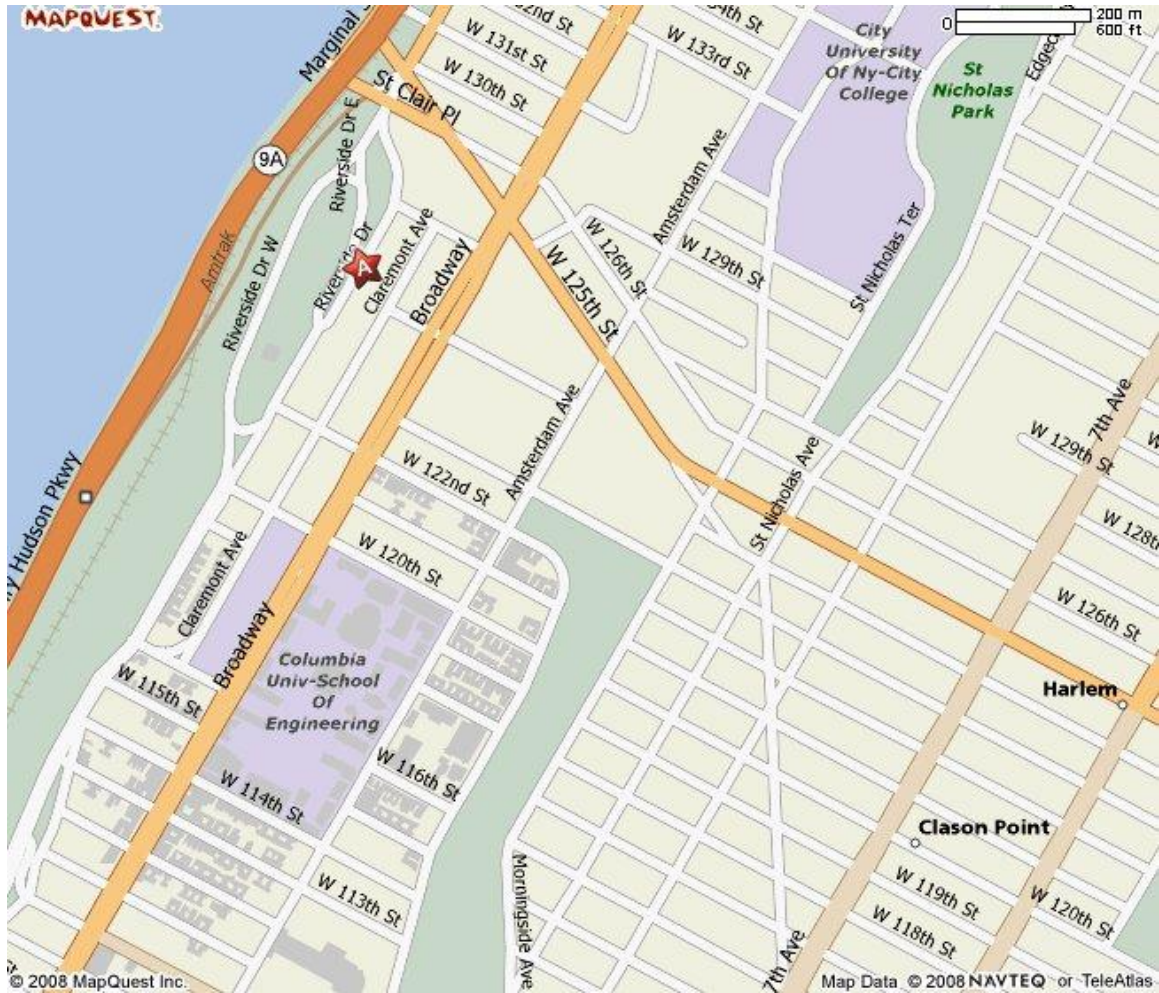 MAPQUEST.
Marginal
W 131st St
W 130th St
W 133rd St
St Clair Pl
City
University
Of Ny-City
College
0
200 m
600 ft
St
Nicholas
Park
9A
Riverside Dr E
Riverside Dr W
Amtrak
A
Claremont Ave
Broadway
W 125th St
W 126th St
Amsterdam Ave
W 129th St
St Nicholas Ter
7th Ave
W 129th St
W 128th
W 126th St
Amsterdam Ave
W 122nd St
St Nicholas Ave
Hudson Pkwy
W 120th St
Claremont Ave
Broadway
Columbia
Univ-School
Of
Engineering
W 115th St
W 116th St
W 114th St
W 113th St
Harlem
Clason Point
Morningside Ave
W 119th St
W 118th St
W 120th St
7th Ave
© 2008 MapQuest Inc.
Map Data © 2008 NAVTEQ or TeleAtlas